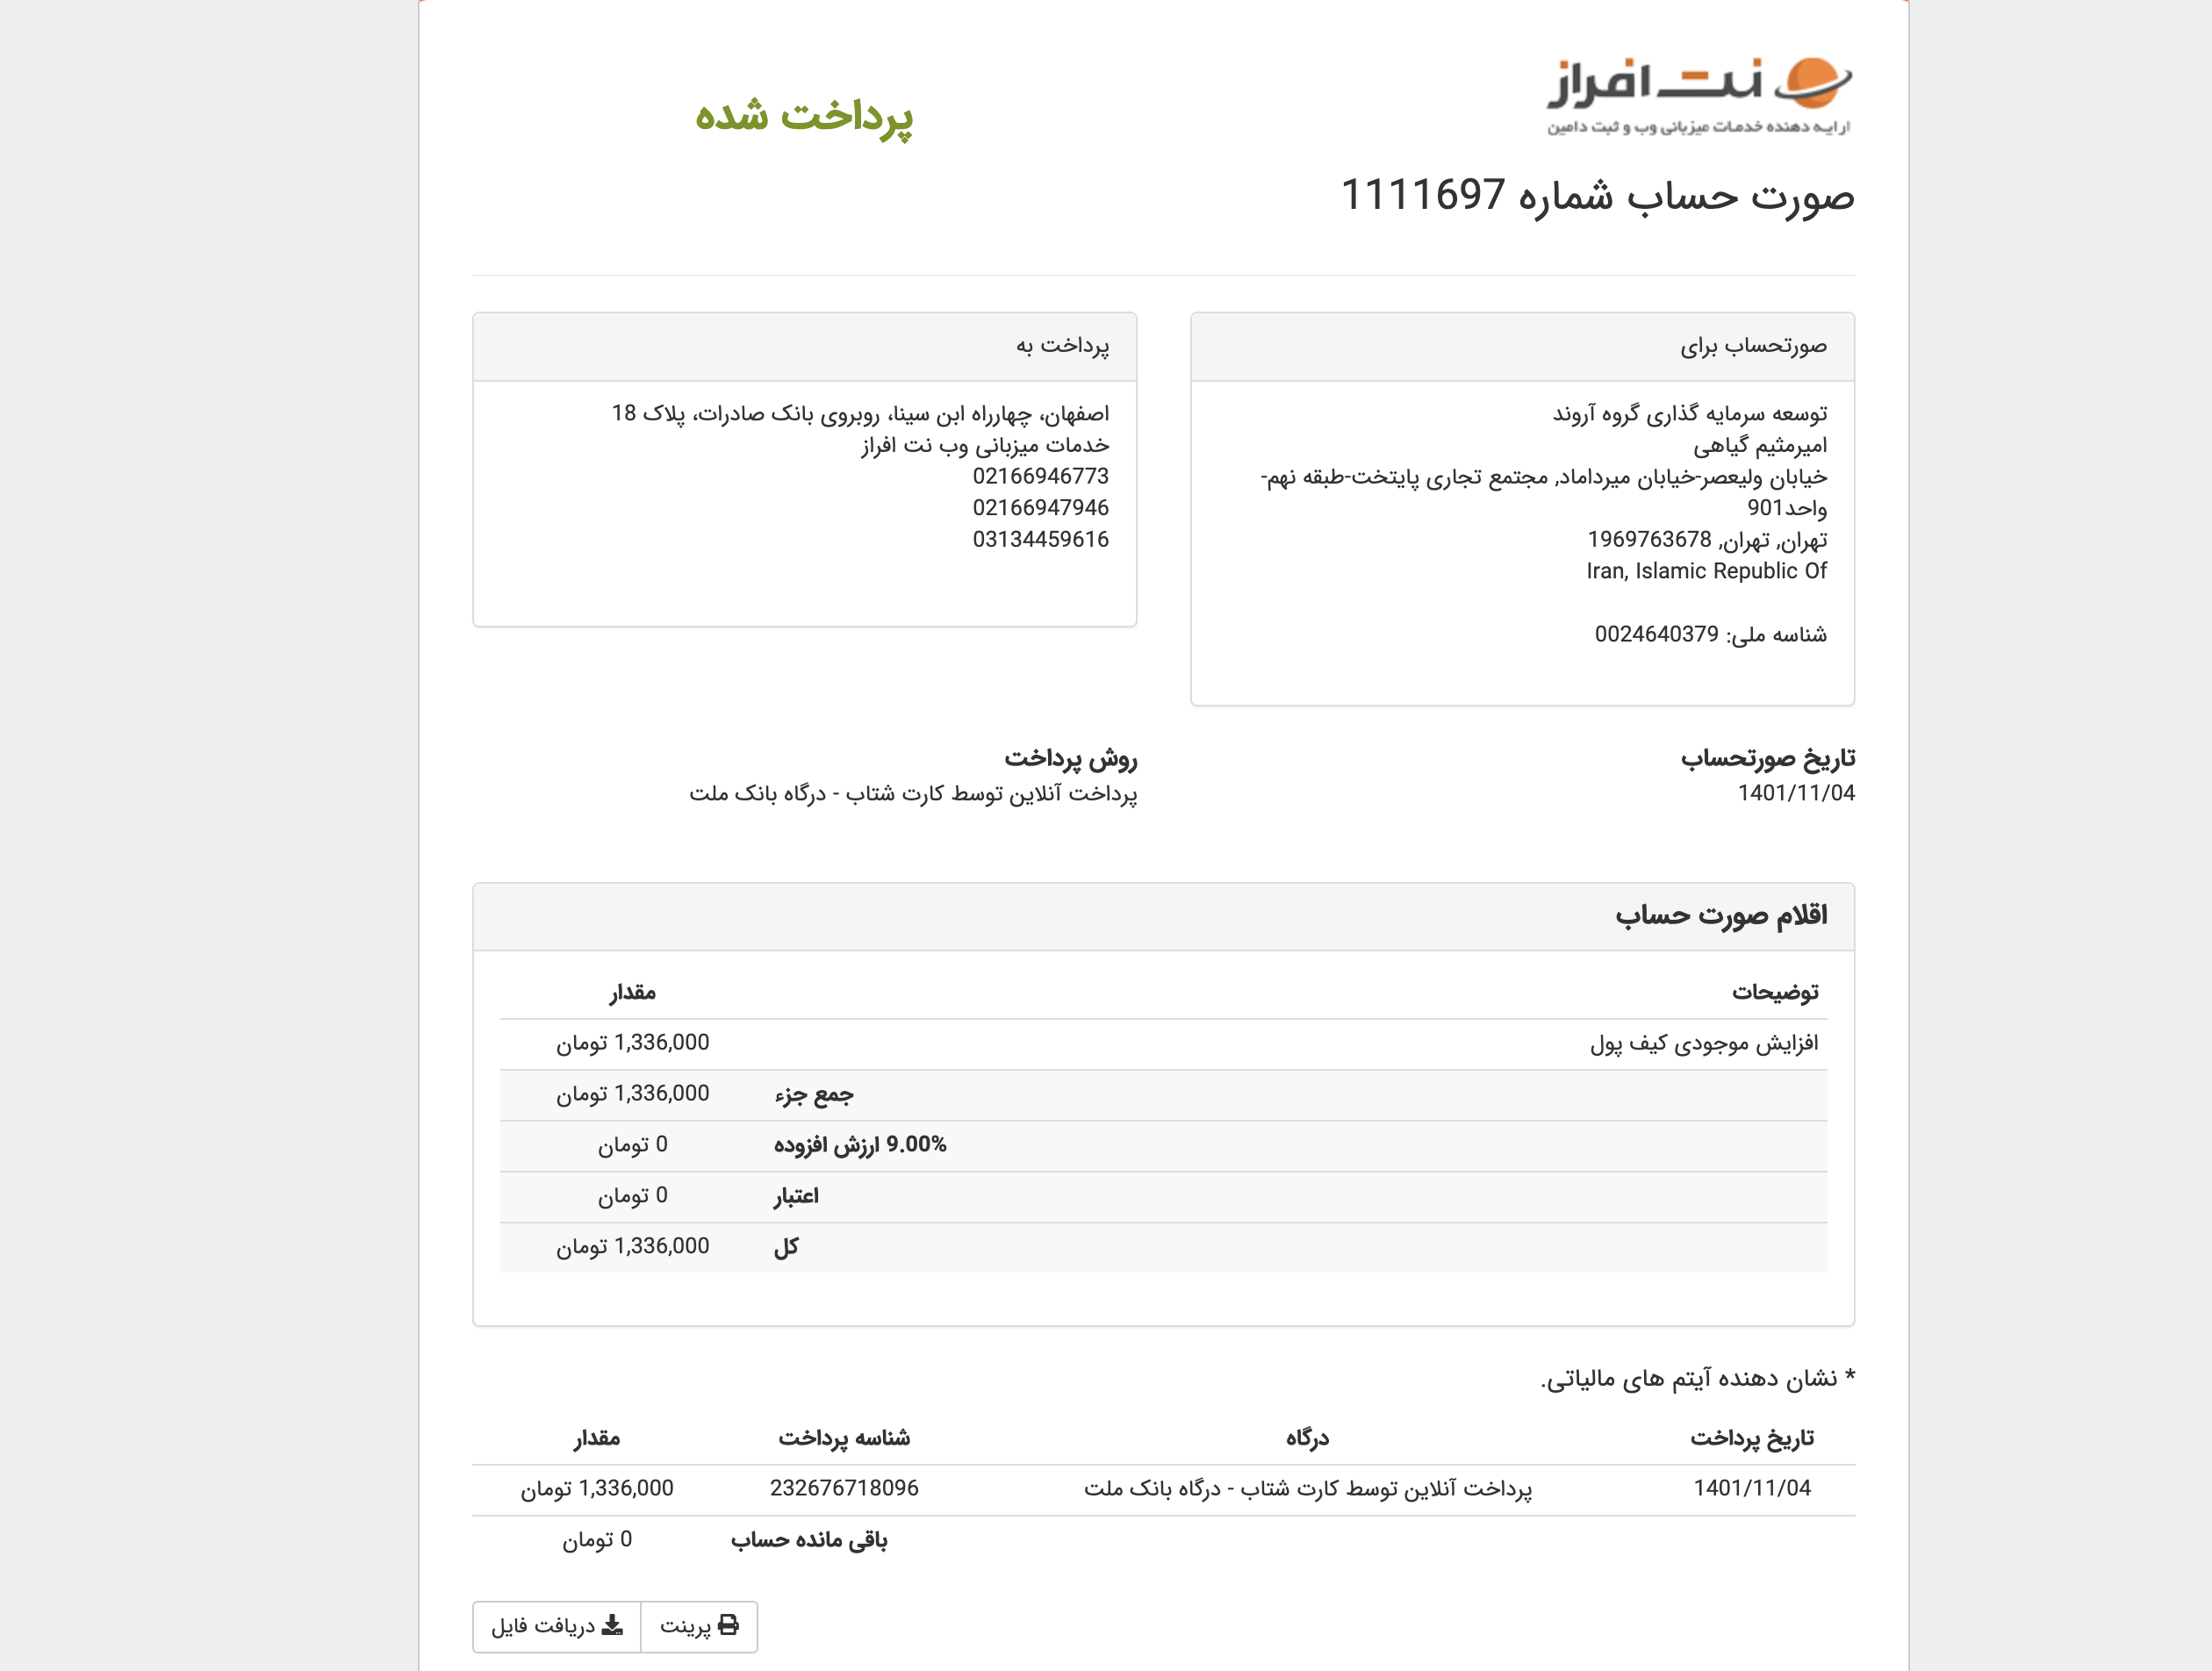 نت افراز
ارایه دهنده خدمات میزبانی وب و ثبت دامین
پرداخت شده
صورت حساب شماره 1111697
صورتحساب برای
توسعه سرمایه گذاری گروه آروند
امیرمثیم گیاهی
خیابان ولیعصر-خیابان میرداماد, مجتمع تجاری پایتخت-طبقه نهم-
واحد901
تهران, تهران, 1969763678
Iran, Islamic Republic Of
شناسه ملی: 0024640379
پرداخت به
اصفهان، چهارراه ابن سینا، روبروی بانک صادرات، پلاک 18
خدمات میزبانی وب نت افراز
02166946773
02166947946
03134459616
تاریخ صورتحساب
1401/11/04
روش پرداخت
پرداخت آنلاین توسط کارت شتاب - درگاه بانک ملت
اقلام صورت حساب
توضیحات مقدار
افزایش موجودی کیف پول 1,336,000 تومان
جمع جزء 1,336,000 تومان
9.00% ارزش افزوده 0 تومان
اعتبار 0 تومان
کل 1,336,000 تومان
* نشان دهنده آیتم های مالیاتی.
تاریخ پرداخت درگاه شناسه پرداخت مقدار
1401/11/04 پرداخت آنلاین توسط کارت شتاب - درگاه بانک ملت 232676718096 1,336,000 تومان
باقی مانده حساب 0 تومان
پرینت دریافت فایل